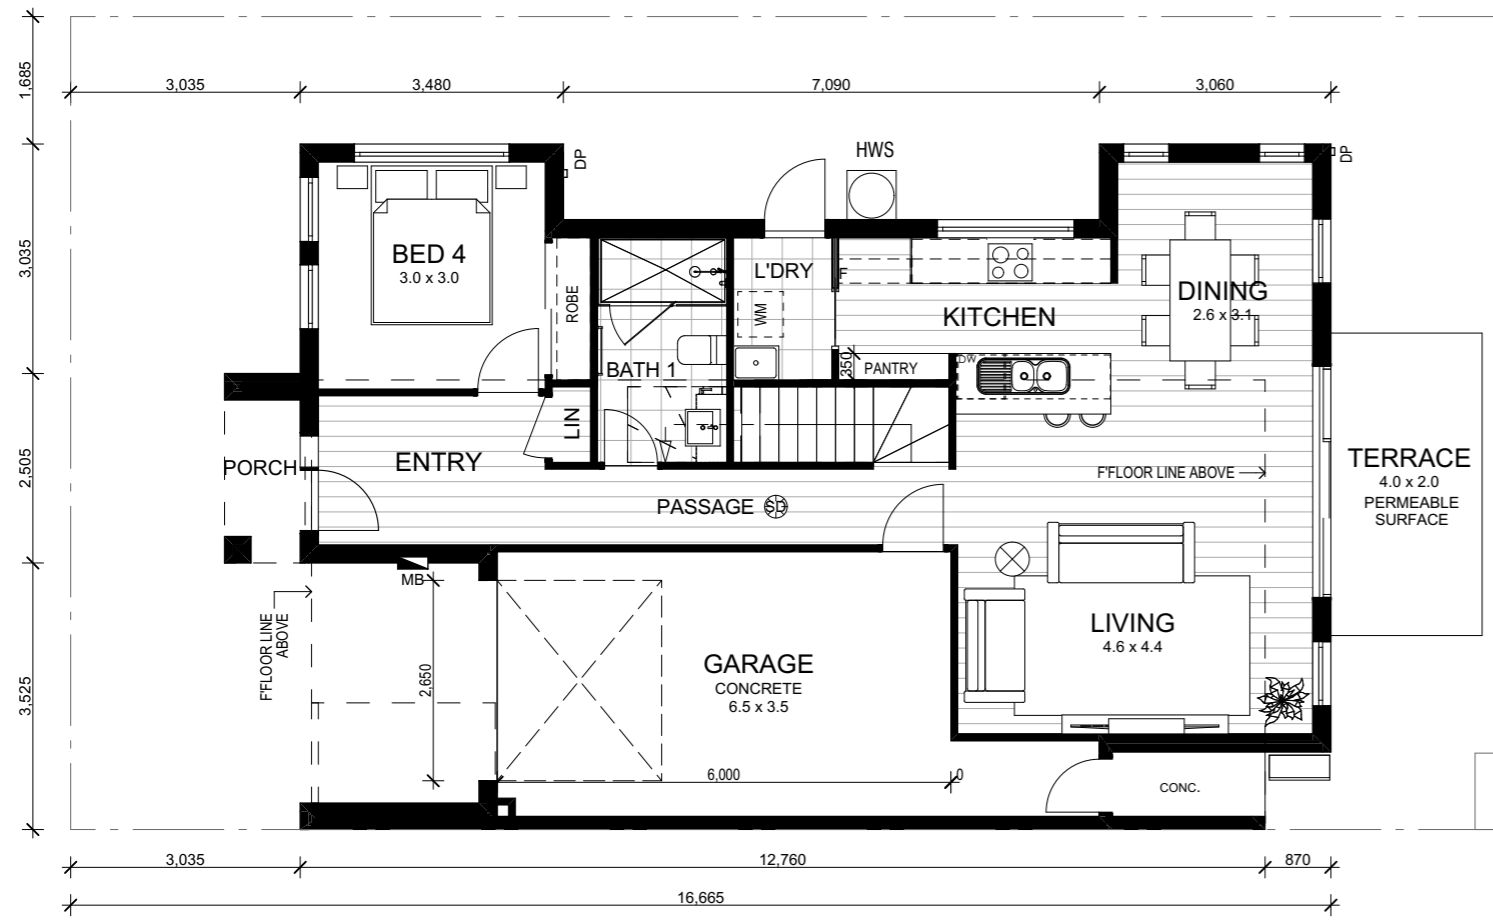 3,035
3,480
7,090
3,060
1,685
3,035
2,505
3,525
DP
HWS
DP
BED 4
3.0 x 3.0
ROBE
L'DRY
WM
F
KITCHEN
DINING
2.6 x 3.1
BATH 1
350
PANTRY
DW
LIN
PORCH
ENTRY
PASSAGE
SD
F'FLOOR LINE ABOVE
TERRACE
4.0 x 2.0
PERMEABLE
SURFACE
MB
F'FLOOR LINE
ABOVE
2,650
GARAGE
CONCRETE
6.5 x 3.5
LIVING
4.6 x 4.4
6,000
0
CONC.
3,035
12,760
870
16,665